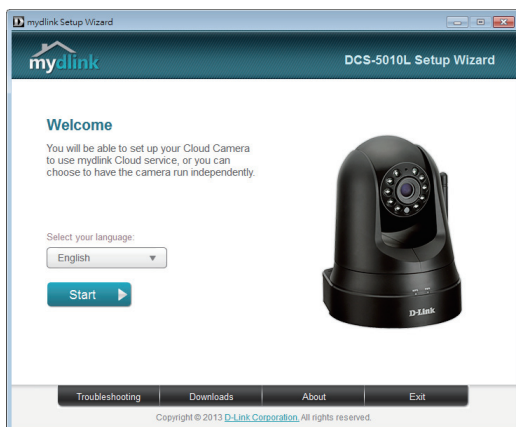 mydlink Setup Wizard
mydlink
DCS-5010L Setup Wizard
Welcome
You will be able to set up your Cloud Camera
to use mydlink Cloud service, or you can
choose to have the camera run independently.
Select your language:
English
Start
D-Link
Troubleshooting
Downloads
About
Exit
Copyright © 2013 D-Link Corporation. All rights reserved.